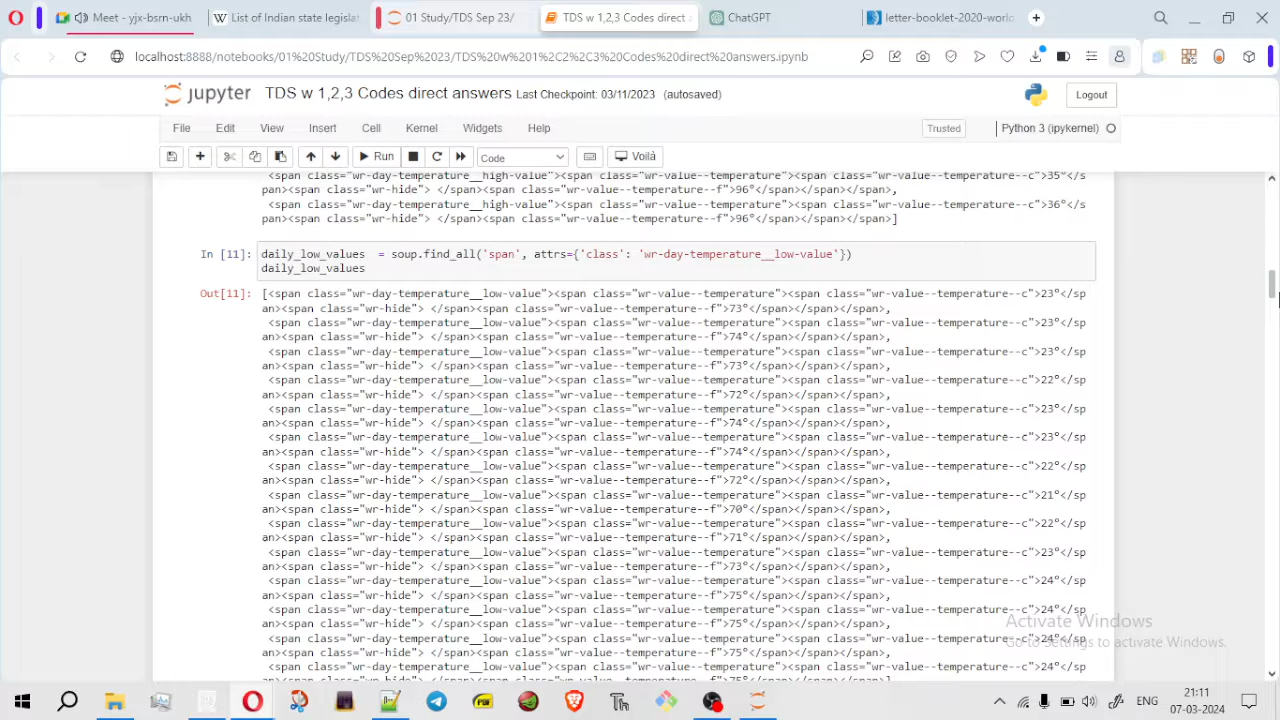 Meet - yjx-bsrn-ukh
List of Indian state legislat
01 Study/TDS Sep 23/
TDS w 1,2,3 Codes direct a
ChatGPT
letter-booklet-2020-world
localhost:8888/notebooks/01%20Study/TDS%20Sep%2023/TDS%20w%201%2C2%2C3%20Codes%20direct%20answers.ipynb
jupyter TDS w 1,2,3 Codes direct answers Last Checkpoint: 03/11/2023 (autosaved)
Logout
File Edit View Insert Cell Kernel Widgets Help
Trusted
Python 3 (ipykernel)
Run Code Voilà
<span class="wr-day-temperature__high-value"><span class="wr-value--temperature"><span class="wr-value--temperature--c">35°</s
pan><span class="wr-hide"> </span><span class="wr-value--temperature--f">96°</span></span></span>,
<span class="wr-day-temperature__high-value"><span class="wr-value--temperature"><span class="wr-value--temperature--c">36°</s
pan><span class="wr-hide"> </span><span class="wr-value--temperature--f">96°</span></span></span>]
In [11]: daily_low_values = soup.find_all('span', attrs={'class': 'wr-day-temperature__low-value'})
daily_low_values
Out[11]: [<span class="wr-day-temperature__low-value"><span class="wr-value--temperature"><span class="wr-value--temperature--c">23°</sp
an><span class="wr-hide"> </span><span class="wr-value--temperature--f">73°</span></span></span>,
<span class="wr-day-temperature__low-value"><span class="wr-value--temperature"><span class="wr-value--temperature--c">23°</sp
an><span class="wr-hide"> </span><span class="wr-value--temperature--f">74°</span></span></span>,
<span class="wr-day-temperature__low-value"><span class="wr-value--temperature"><span class="wr-value--temperature--c">23°</sp
an><span class="wr-hide"> </span><span class="wr-value--temperature--f">73°</span></span></span>,
<span class="wr-day-temperature__low-value"><span class="wr-value--temperature"><span class="wr-value--temperature--c">22°</sp
an><span class="wr-hide"> </span><span class="wr-value--temperature--f">72°</span></span></span>,
<span class="wr-day-temperature__low-value"><span class="wr-value--temperature"><span class="wr-value--temperature--c">23°</sp
an><span class="wr-hide"> </span><span class="wr-value--temperature--f">74°</span></span></span>,
<span class="wr-day-temperature__low-value"><span class="wr-value--temperature"><span class="wr-value--temperature--c">23°</sp
an><span class="wr-hide"> </span><span class="wr-value--temperature--f">74°</span></span></span>,
<span class="wr-day-temperature__low-value"><span class="wr-value--temperature"><span class="wr-value--temperature--c">22°</sp
an><span class="wr-hide"> </span><span class="wr-value--temperature--f">72°</span></span></span>,
<span class="wr-day-temperature__low-value"><span class="wr-value--temperature"><span class="wr-value--temperature--c">21°</sp
an><span class="wr-hide"> </span><span class="wr-value--temperature--f">70°</span></span></span>,
<span class="wr-day-temperature__low-value"><span class="wr-value--temperature"><span class="wr-value--temperature--c">22°</sp
an><span class="wr-hide"> </span><span class="wr-value--temperature--f">71°</span></span></span>,
<span class="wr-day-temperature__low-value"><span class="wr-value--temperature"><span class="wr-value--temperature--c">23°</sp
an><span class="wr-hide"> </span><span class="wr-value--temperature--f">73°</span></span></span>,
<span class="wr-day-temperature__low-value"><span class="wr-value--temperature"><span class="wr-value--temperature--c">24°</sp
an><span class="wr-hide"> </span><span class="wr-value--temperature--f">75°</span></span></span>,
<span class="wr-day-temperature__low-value"><span class="wr-value--temperature"><span class="wr-value--temperature--c">24°</sp
an><span class="wr-hide"> </span><span class="wr-value--temperature--f">75°</span></span></span>,
<span class="wr-day-temperature__low-value"><span class="wr-value--temperature"><span class="wr-value--temperature--c">24°</sp
an><span class="wr-hide"> </span><span class="wr-value--temperature--f">75°</span></span></span>,
<span class="wr-day-temperature__low-value"><span class="wr-value--temperature"><span class="wr-value--temperature--c">24°</sp
an><span class="wr-hide"> </span><span class="wr-value--temperature--f">75°</span></span></span>]
Activate Windows
Go to Settings to activate Windows.
ENG
21:11
07-03-2024